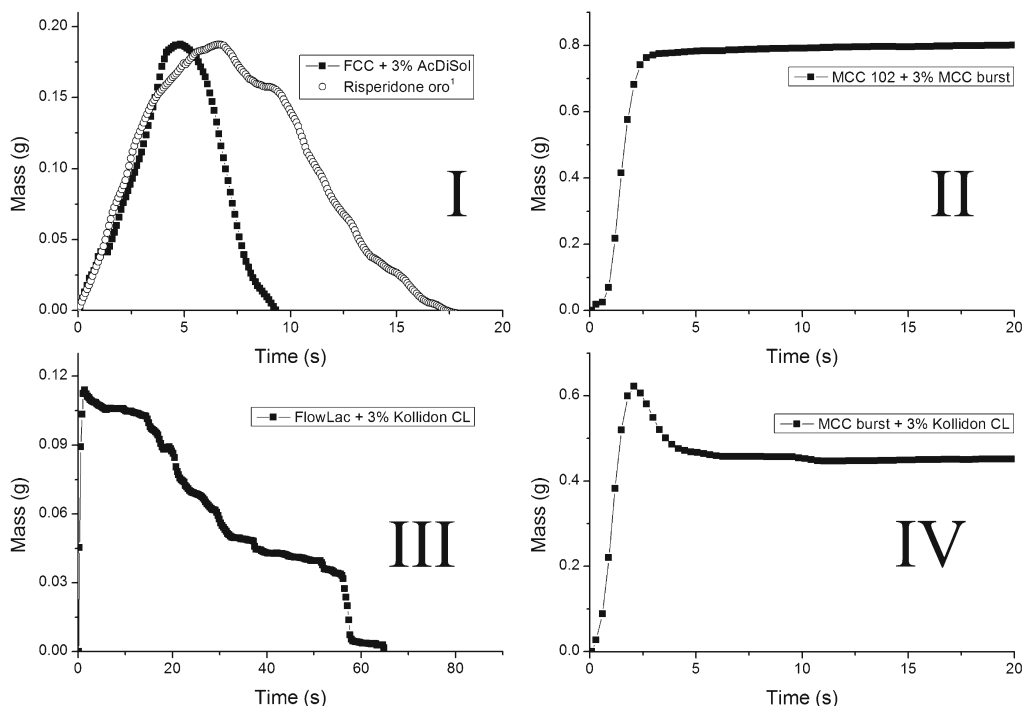 0.20
0.15
0.10
0.05
0.00
Mass (g)
FCC + 3% AcDiSol
Risperidone oro¹
I
0
5
10
15
20
Time (s)
0.8
0.6
0.4
0.2
0.0
Mass (g)
MCC 102 + 3% MCC burst
II
0
5
10
15
20
Time (s)
0.12
0.09
0.06
0.03
0.00
Mass (g)
FlowLac + 3% Kollidon CL
III
0
20
40
60
80
Time (s)
0.6
0.4
0.2
0.0
Mass (g)
MCC burst + 3% Kollidon CL
IV
0
5
10
15
20
Time (s)